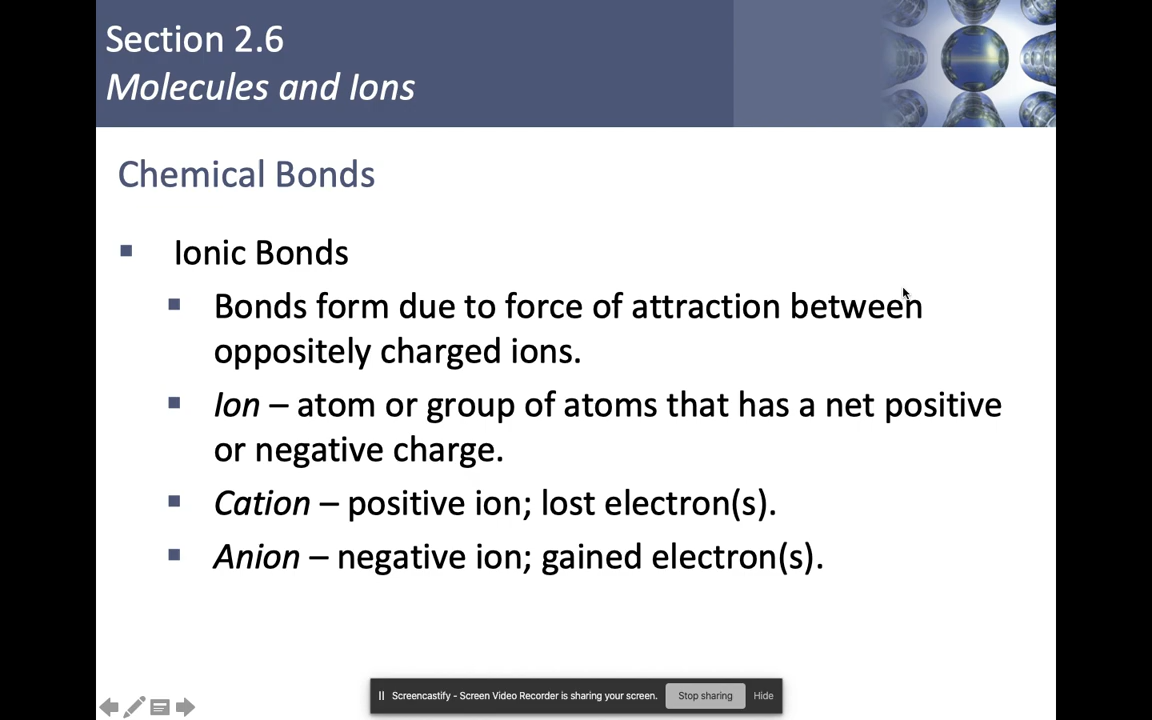 Section 2.6
Molecules and Ions
Chemical Bonds
Ionic Bonds
Bonds form due to force of attraction between
oppositely charged ions.
Ion – atom or group of atoms that has a net positive
or negative charge.
Cation – positive ion; lost electron(s).
Anion – negative ion; gained electron(s).
Screencastify - Screen Video Recorder is sharing your screen.
Stop sharing
Hide